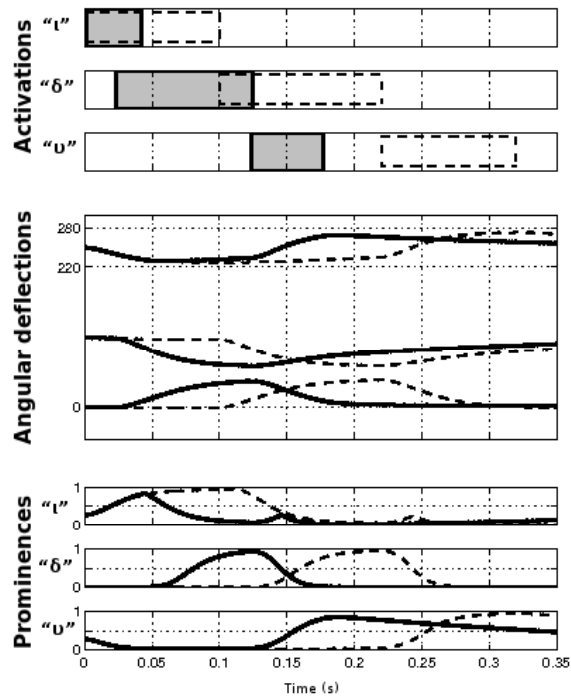 Activations
“ι”
“δ”
“υ”
Angular deflections
280
220
0
Prominences
“ι”
1
0
“δ”
1
0
“υ”
1
0
0 0.05 0.1 0.15 0.2 0.25 0.3 0.35
Time (s)